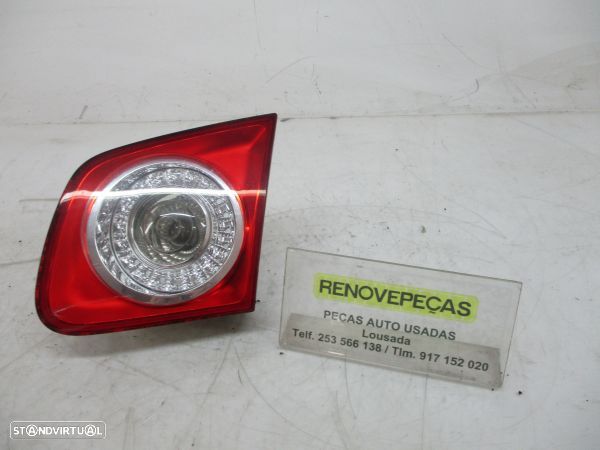 RENOVEPEÇAS
PEÇAS AUTO USADAS
Lousada
Telf. 253 566 138 / Tlm. 917 152 020
STANDVIRTUAL